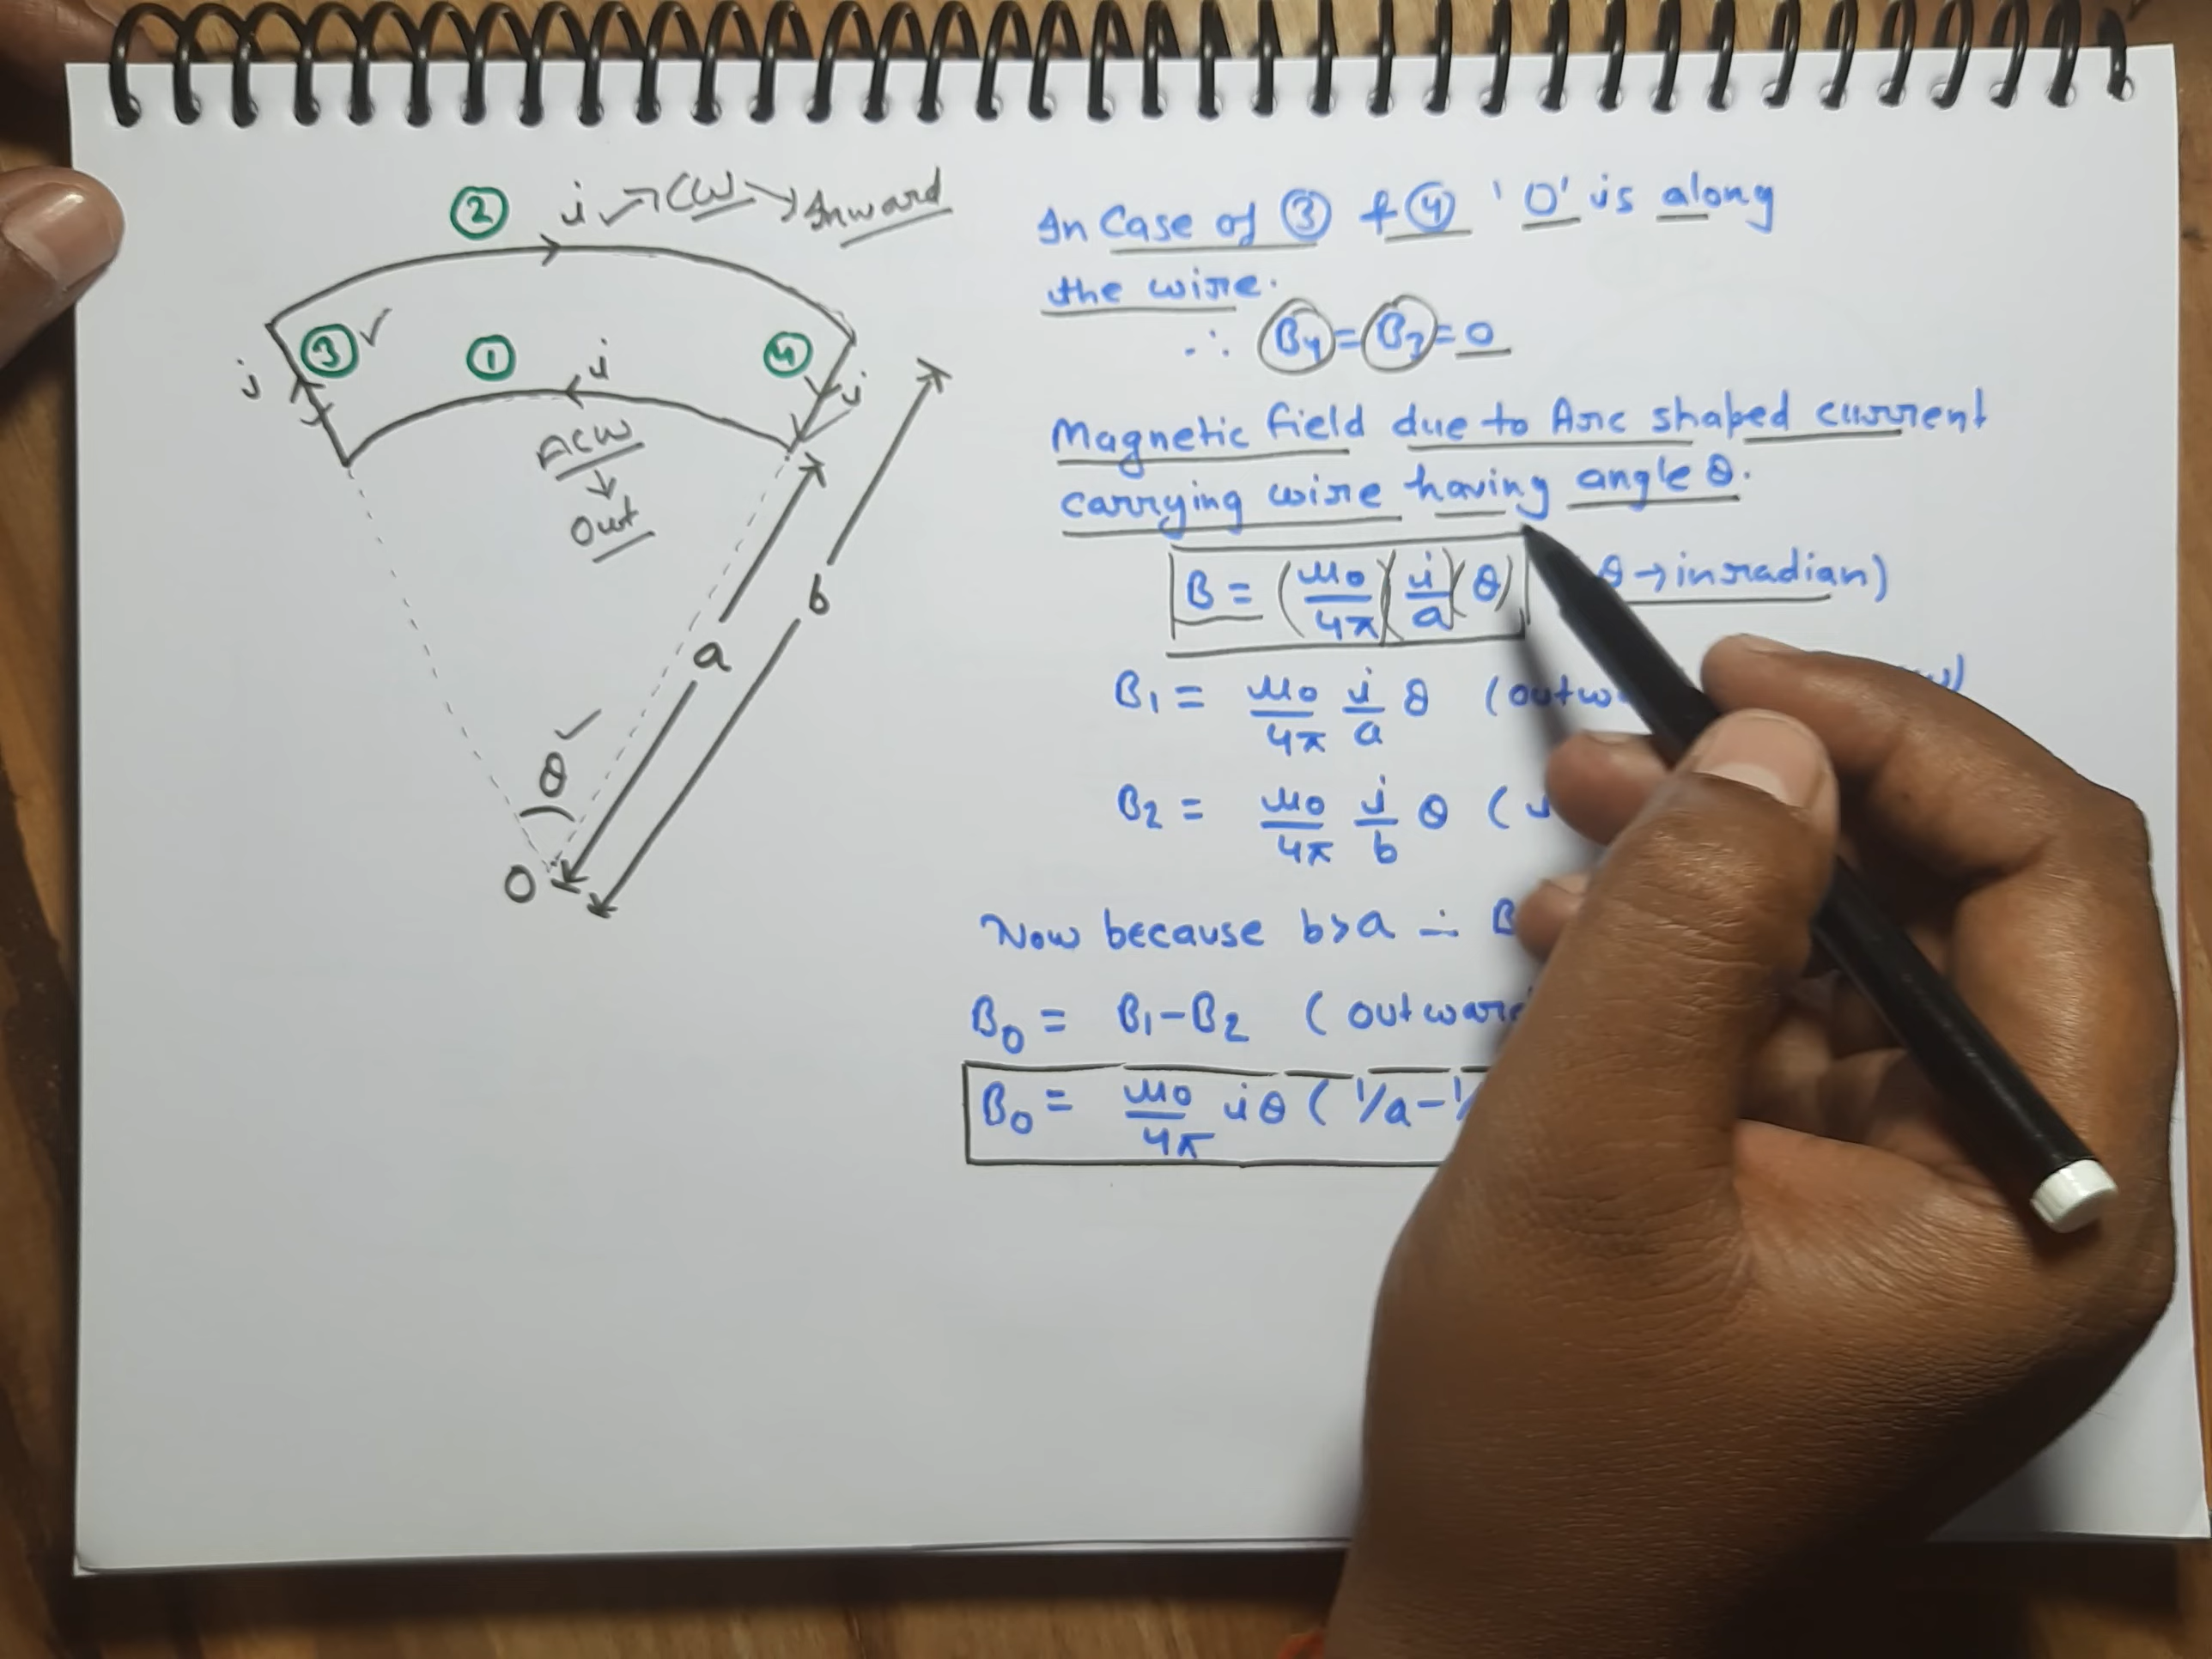 ② i → CW → Inward
③ ① i ④
i i
ACW
↓
Out
a
b
θ
O
In Case of ③ & ④ 'O' is along
the wire.
∴ B4 = B3 = 0
Magnetic field due to Arc shaped current
carrying wire having angle θ.
B = (μ0/4π)(i/a)(θ) θ → in radian)
B1 = μ0/4π i/a θ
B2 = μ0/4π i/b θ (
Now because b>a ∴ B
B0 = B1-B2 (outward
B0 = μ0/4π iθ (1/a-1/